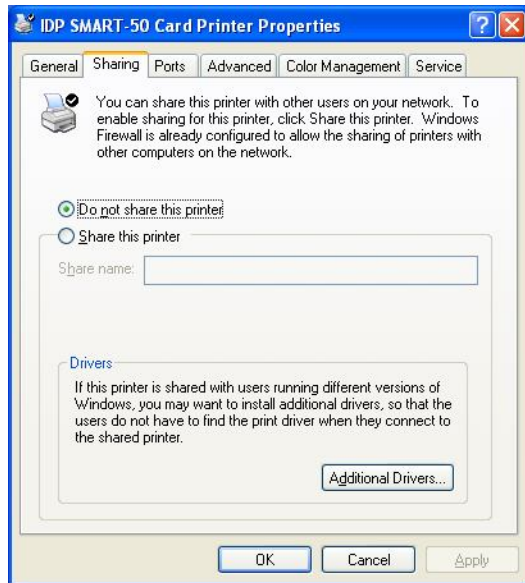 IDP SMART-50 Card Printer Properties
General Sharing Ports Advanced Color Management Service
You can share this printer with other users on your network. To
enable sharing for this printer, click Share this printer. Windows
Firewall is already configured to allow the sharing of printers with
other computers on the network.
Do not share this printer
Share this printer
Share name:
Drivers
If this printer is shared with users running different versions of
Windows, you may want to install additional drivers, so that the
users do not have to find the print driver when they connect to
the shared printer.
Additional Drivers...
OK Cancel Apply